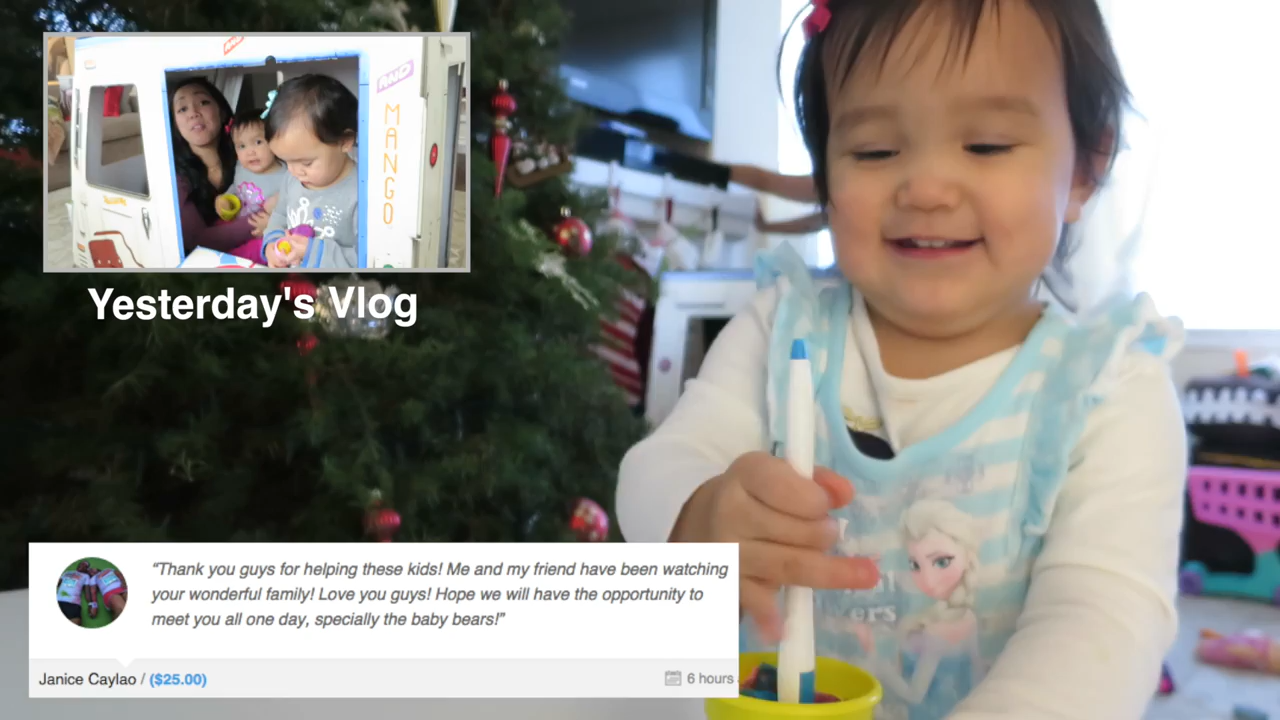 MANGO
Yesterday's Vlog
“Thank you guys for helping these kids! Me and my friend have been watching
your wonderful family! Love you guys! Hope we will have the opportunity to
meet you all one day, specially the baby bears!”
Janice Caylao / ($25.00)
6 hours